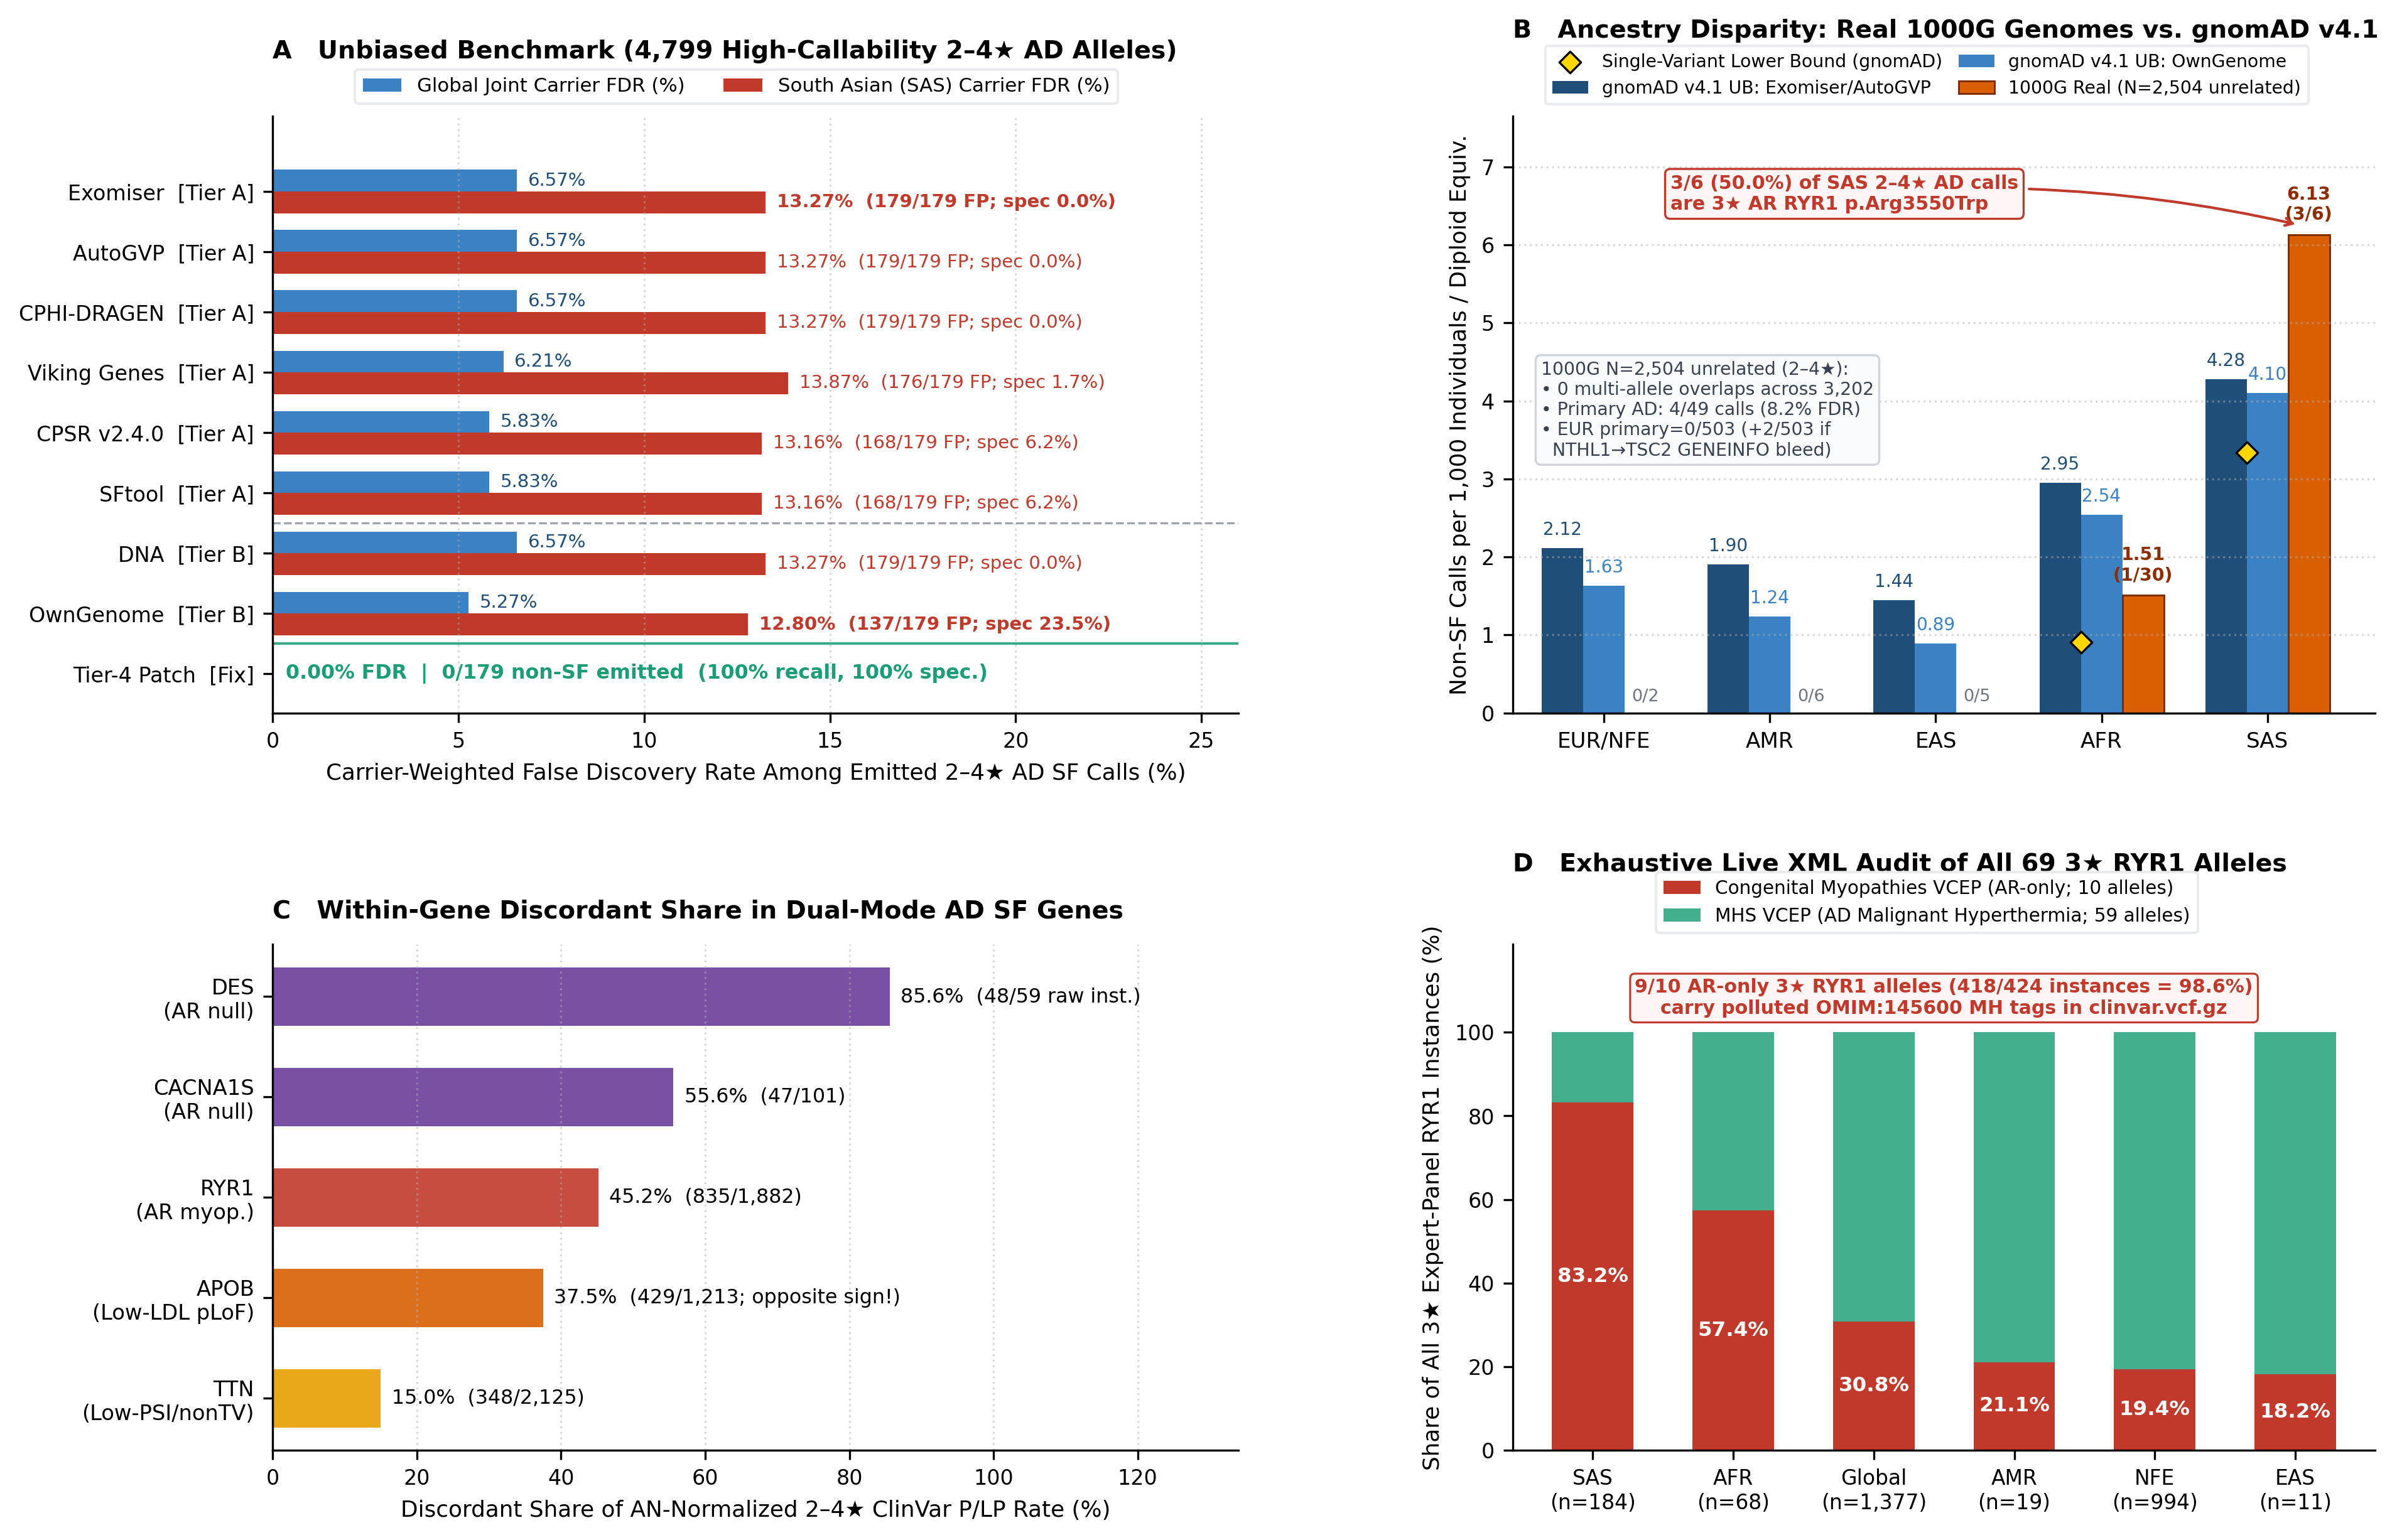 A Unbiased Benchmark (4,799 High-Callability 2–4★ AD Alleles)
Global Joint Carrier FDR (%)
South Asian (SAS) Carrier FDR (%)
Exomiser [Tier A]
6.57%
13.27% (179/179 FP; spec 0.0%)
AutoGVP [Tier A]
6.57%
13.27% (179/179 FP; spec 0.0%)
CPHI-DRAGEN [Tier A]
6.57%
13.27% (179/179 FP; spec 0.0%)
Viking Genes [Tier A]
6.21%
13.87% (176/179 FP; spec 1.7%)
CPSR v2.4.0 [Tier A]
5.83%
13.16% (168/179 FP; spec 6.2%)
SFtool [Tier A]
5.83%
13.16% (168/179 FP; spec 6.2%)
DNA [Tier B]
6.57%
13.27% (179/179 FP; spec 0.0%)
OwnGenome [Tier B]
5.27%
12.80% (137/179 FP; spec 23.5%)
Tier-4 Patch [Fix]
0.00% FDR | 0/179 non-SF emitted (100% recall, 100% spec.)
0 5 10 15 20 25
Carrier-Weighted False Discovery Rate Among Emitted 2–4★ AD SF Calls (%)
B Ancestry Disparity: Real 1000G Genomes vs. gnomAD v4.1
Single-Variant Lower Bound (gnomAD)
gnomAD v4.1 UB: Exomiser/AutoGVP
gnomAD v4.1 UB: OwnGenome
1000G Real (N=2,504 unrelated)
Non-SF Calls per 1,000 Individuals / Diploid Equiv.
7
6
5
4
3
2
1
0
3/6 (50.0%) of SAS 2–4★ AD calls
are 3★ AR RYR1 p.Arg3550Trp
1000G N=2,504 unrelated (2–4★):
• 0 multi-allele overlaps across 3,202
• Primary AD: 4/49 calls (8.2% FDR)
• EUR primary=0/503 (+2/503 if
NTHL1→TSC2 GENEINFO bleed)
2.12
1.63
0/2
1.90
1.24
0/6
1.44
0.89
0/5
2.95
2.54
1.51
(1/30)
4.28
4.10
6.13
(3/6)
EUR/NFE AMR EAS AFR SAS
C Within-Gene Discordant Share in Dual-Mode AD SF Genes
DES
(AR null)
85.6% (48/59 raw inst.)
CACNA1S
(AR null)
55.6% (47/101)
RYR1
(AR myop.)
45.2% (835/1,882)
APOB
(Low-LDL pLoF)
37.5% (429/1,213; opposite sign!)
TTN
(Low-PSI/nonTV)
15.0% (348/2,125)
0 20 40 60 80 100 120
Discordant Share of AN-Normalized 2–4★ ClinVar P/LP Rate (%)
D Exhaustive Live XML Audit of All 69 3★ RYR1 Alleles
Congenital Myopathies VCEP (AR-only; 10 alleles)
MHS VCEP (AD Malignant Hyperthermia; 59 alleles)
Share of All 3★ Expert-Panel RYR1 Instances (%)
9/10 AR-only 3★ RYR1 alleles (418/424 instances = 98.6%)
carry polluted OMIM:145600 MH tags in clinvar.vcf.gz
100
80
60
40
20
0
83.2%
57.4%
30.8%
21.1%
19.4%
18.2%
SAS
(n=184)
AFR
(n=68)
Global
(n=1,377)
AMR
(n=19)
NFE
(n=994)
EAS
(n=11)